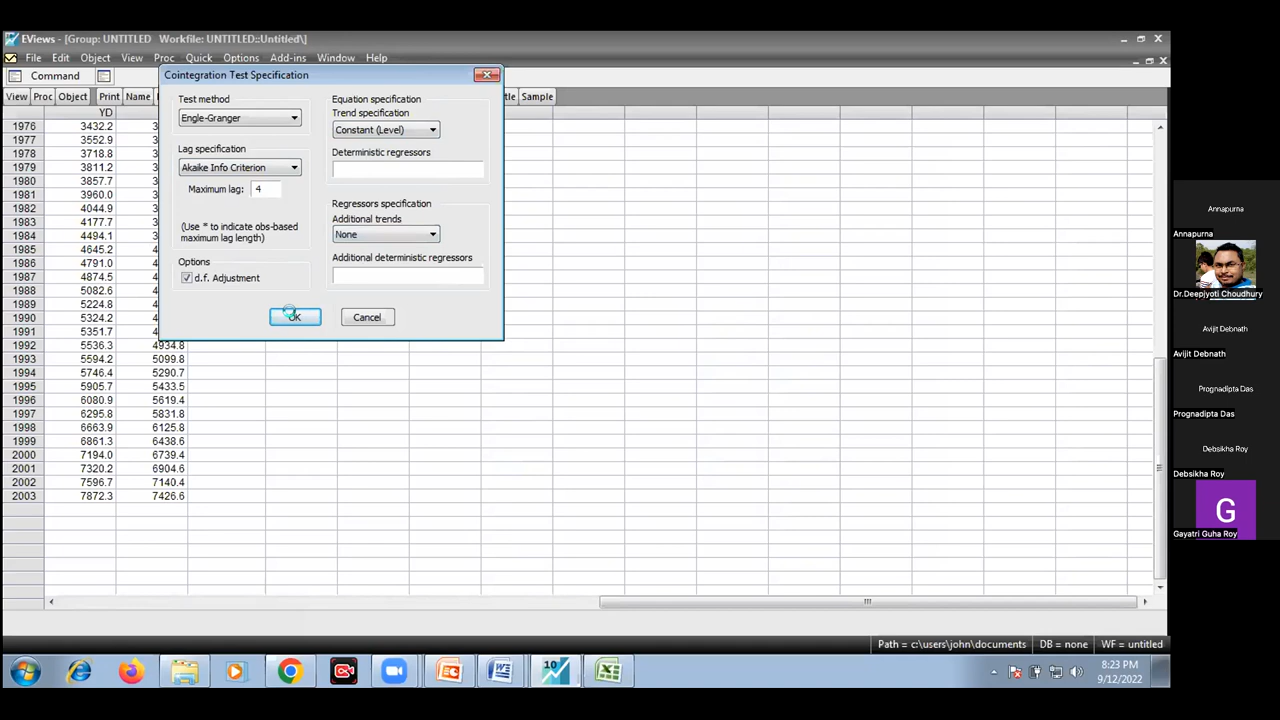 EViews - [Group: UNTITLED Workfile: UNTITLED::Untitled\]
File Edit Object View Proc Quick Options Add-ins Window Help
Command
View Proc Object Print Name
Sample
Cointegration Test Specification
Test method
Engle-Granger
Lag specification
Akaike Info Criterion
Maximum lag: 4
(Use * to indicate obs-based
maximum lag length)
Options
d.f. Adjustment
Equation specification
Trend specification
Constant (Level)
Deterministic regressors
Regressors specification
Additional trends
None
Additional deterministic regressors
OK Cancel
YD
1976 3432.2
1977 3552.9
1978 3718.8
1979 3811.2
1980 3857.7
1981 3960.0
1982 4044.9
1983 4177.7
1984 4494.1
1985 4645.2
1986 4791.0
1987 4874.5
1988 5082.6
1989 5224.8
1990 5324.2
1991 5351.7
1992 5536.3 4934.8
1993 5594.2 5099.8
1994 5746.4 5290.7
1995 5905.7 5433.5
1996 6080.9 5619.4
1997 6295.8 5831.8
1998 6663.9 6125.8
1999 6861.3 6438.6
2000 7194.0 6739.4
2001 7320.2 6904.6
2002 7596.7 7140.4
2003 7872.3 7426.6
Path = c:\users\john\documents DB = none WF = untitled
8:23 PM
9/12/2022
Annapurna
Annapurna
Dr.Deepjyoti Choudhury
Avijit Debnath
Avijit Debnath
Prognadipta Das
Prognadipta Das
Debsikha Roy
Debsikha Roy
G
Gayatri Guha Roy